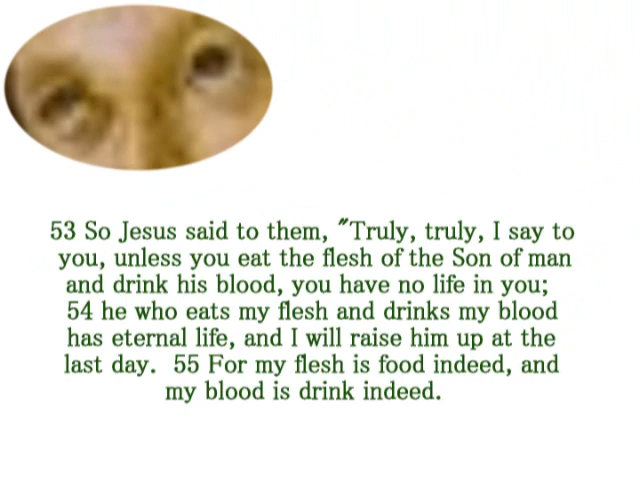 53 So Jesus said to them, ″Truly, truly, I say to
you, unless you eat the flesh of the Son of man
and drink his blood, you have no life in you;
54 he who eats my flesh and drinks my blood
has eternal life, and I will raise him up at the
last day.  55 For my flesh is food indeed, and
my blood is drink indeed.